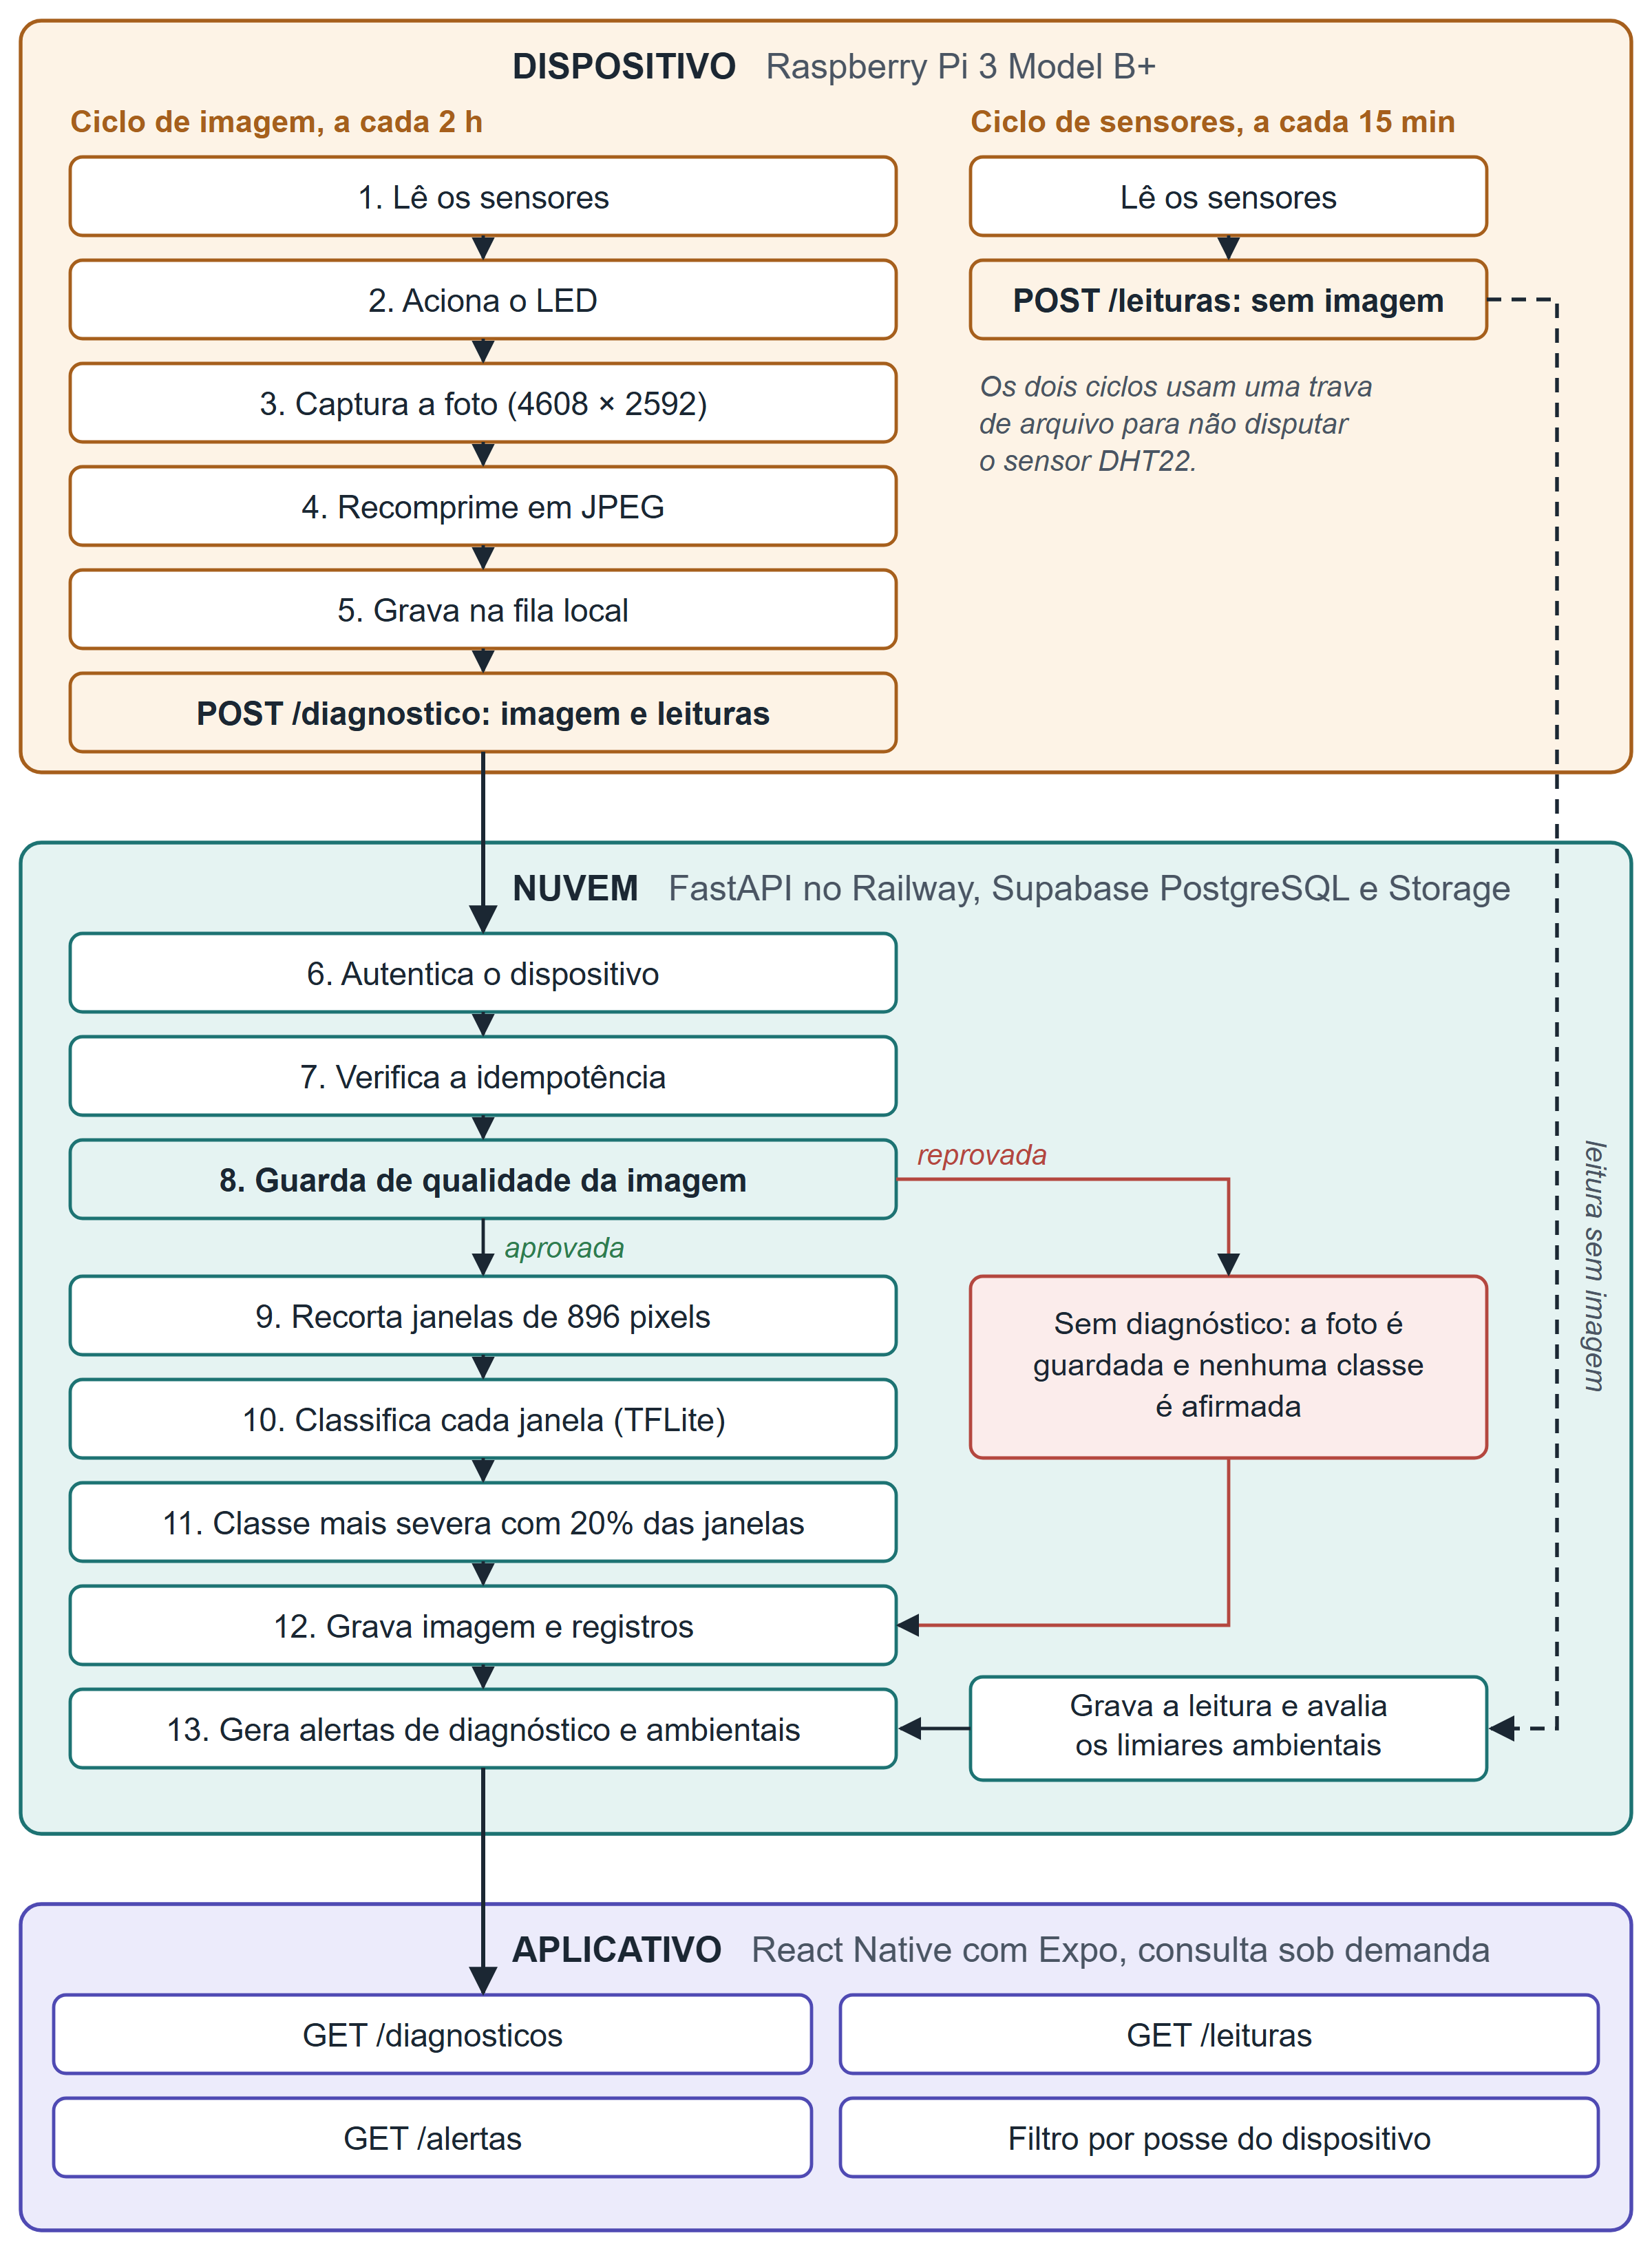 DISPOSITIVO Raspberry Pi 3 Model B+
Ciclo de imagem, a cada 2 h
1. Lê os sensores
2. Aciona o LED
3. Captura a foto (4608 × 2592)
4. Recomprime em JPEG
5. Grava na fila local
POST /diagnostico: imagem e leituras
Ciclo de sensores, a cada 15 min
Lê os sensores
POST /leituras: sem imagem
Os dois ciclos usam uma trava
de arquivo para não disputar
o sensor DHT22.
NUVEM FastAPI no Railway, Supabase PostgreSQL e Storage
6. Autentica o dispositivo
7. Verifica a idempotência
8. Guarda de qualidade da imagem
reprovada
aprovada
9. Recorta janelas de 896 pixels
10. Classifica cada janela (TFLite)
11. Classe mais severa com 20% das janelas
12. Grava imagem e registros
13. Gera alertas de diagnóstico e ambientais
Sem diagnóstico: a foto é
guardada e nenhuma classe
é afirmada
leitura sem imagem
Grava a leitura e avalia
os limiares ambientais
APLICATIVO React Native com Expo, consulta sob demanda
GET /diagnosticos
GET /leituras
GET /alertas
Filtro por posse do dispositivo